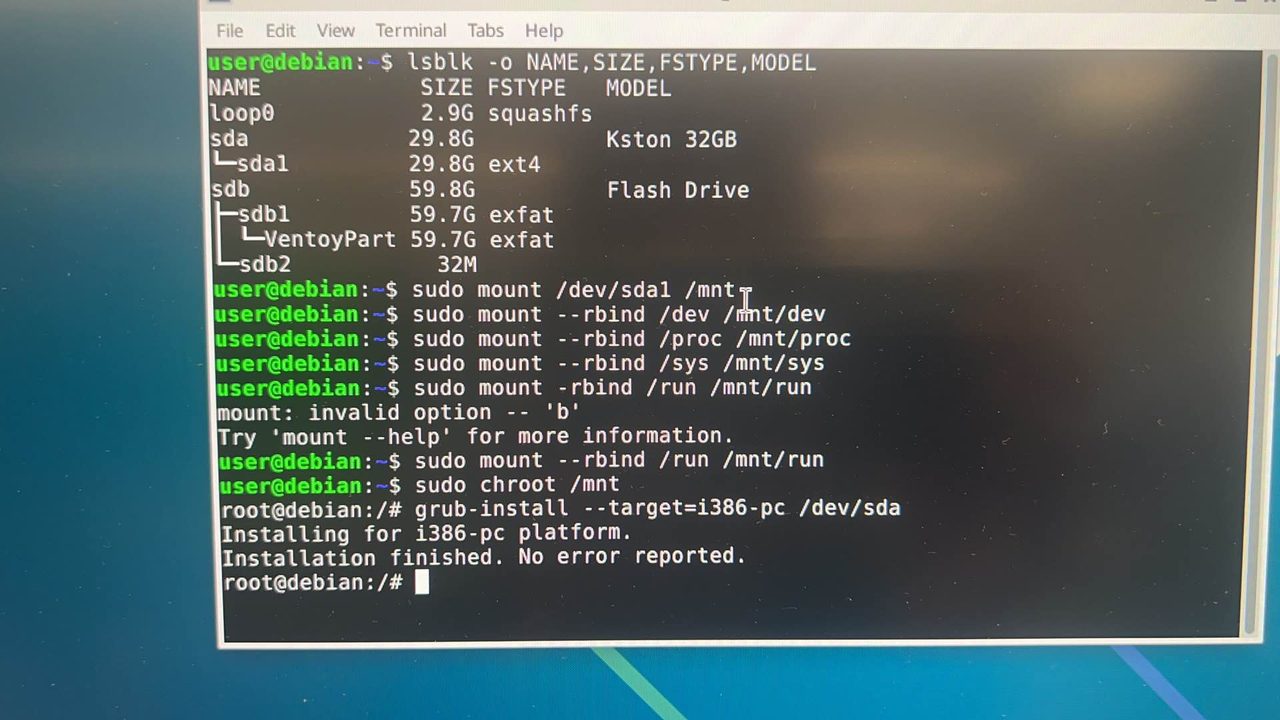 File Edit View Terminal Tabs Help
user@debian:~$ lsblk -o NAME,SIZE,FSTYPE,MODEL
NAME SIZE FSTYPE MODEL
loop0 2.9G squashfs
sda 29.8G Kston 32GB
└─sda1 29.8G ext4
sdb 59.8G Flash Drive
├─sdb1 59.7G exfat
│ └─VentoyPart 59.7G exfat
└─sdb2 32M
user@debian:~$ sudo mount /dev/sda1 /mnt
user@debian:~$ sudo mount --rbind /dev /mnt/dev
user@debian:~$ sudo mount --rbind /proc /mnt/proc
user@debian:~$ sudo mount --rbind /sys /mnt/sys
user@debian:~$ sudo mount -rbind /run /mnt/run
mount: invalid option -- 'b'
Try 'mount --help' for more information.
user@debian:~$ sudo mount --rbind /run /mnt/run
user@debian:~$ sudo chroot /mnt
root@debian:/# grub-install --target=i386-pc /dev/sda
Installing for i386-pc platform.
Installation finished. No error reported.
root@debian:/#